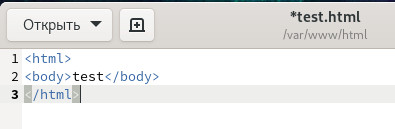 Открыть
*test.html
/var/www/html
1 <html>
2 <body>test</body>
3 </html>